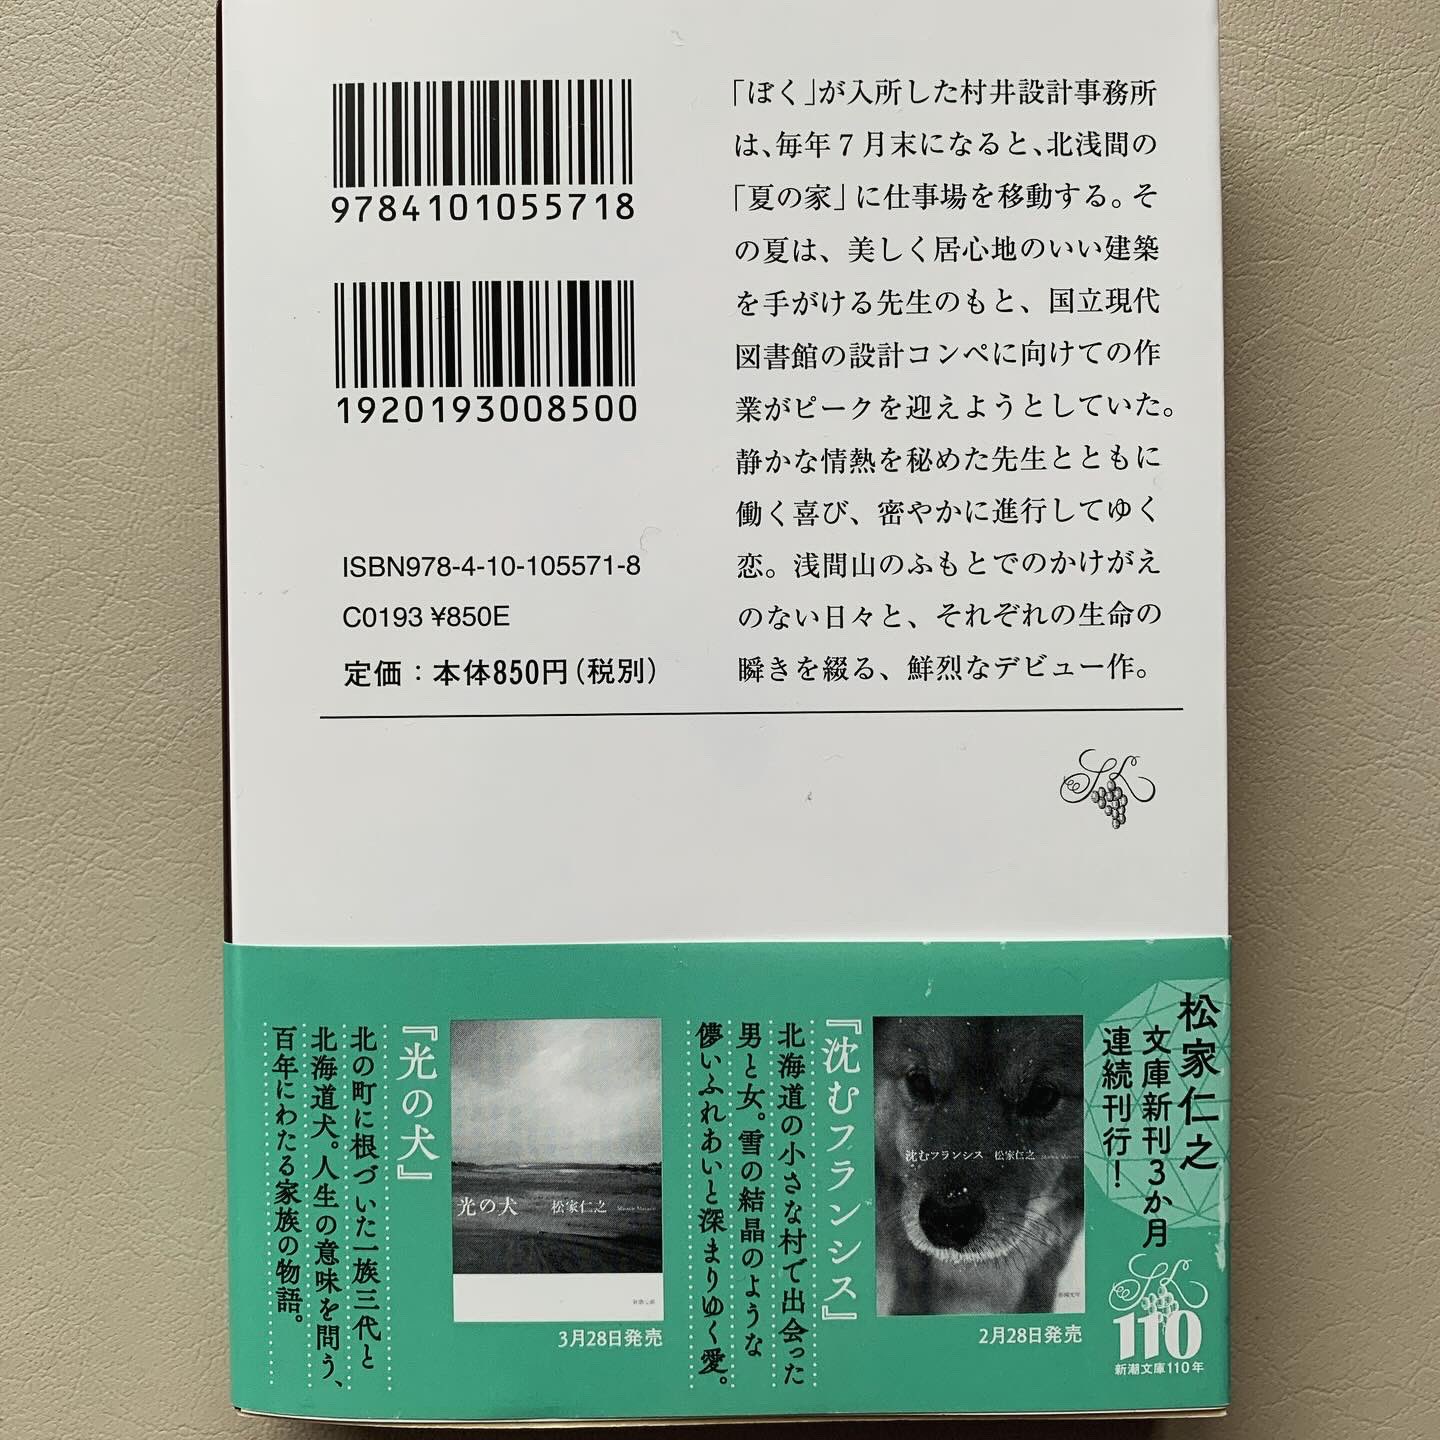 9784101055718
1920193008500
ISBN978-4-10-105571-8
C0193 ¥850E
定価：本体850円（税別）
「ぼく」が入所した村井設計事務所
は、毎年7月末になると、北浅間の
「夏の家」に仕事場を移動する。そ
の夏は、美しく居心地のいい建築
を手がける先生のもと、国立現代
図書館の設計コンペに向けての作
業がピークを迎えようとしていた。
静かな情熱を秘めた先生とともに
働く喜び、密やかに進行してゆく
恋。浅間山のふもとでのかけがえ
のない日々と、それぞれの生命の
瞬きを綴る、鮮烈なデビュー作。
松家仁之
文庫新刊3か月
連続刊行！
110
新潮文庫110年
沈むフランシス 松家仁之
2月28日発売
『沈むフランシス』
北海道の小さな村で出会った
男と女。雪の結晶のような
儚いふれあいと深まりゆく愛。
光の犬 松家仁之
3月28日発売
『光の犬』
北の町に根づいた一族三代と
北海道犬。人生の意味を問う、
百年にわたる家族の物語。